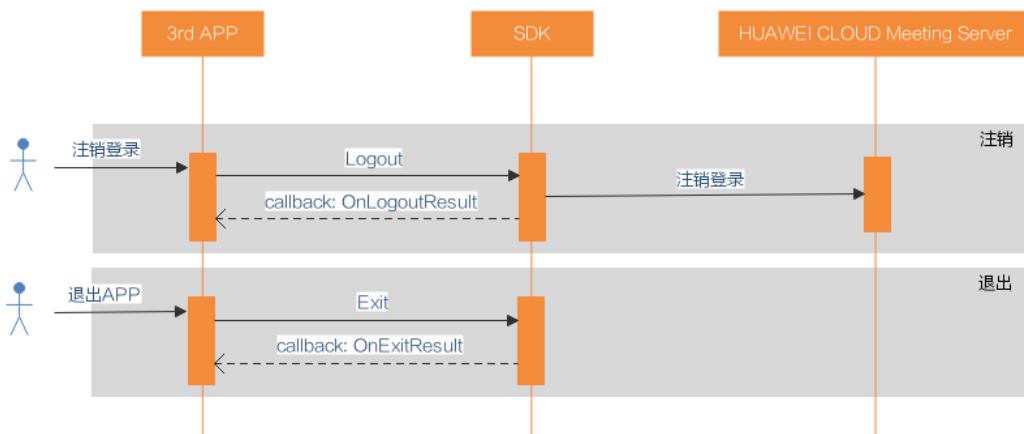 3rd APP
SDK
HUAWEI CLOUD Meeting Server
注销
注销登录
Logout
注销登录
callback: OnLogoutResult
退出
退出APP
Exit
callback: OnExitResult